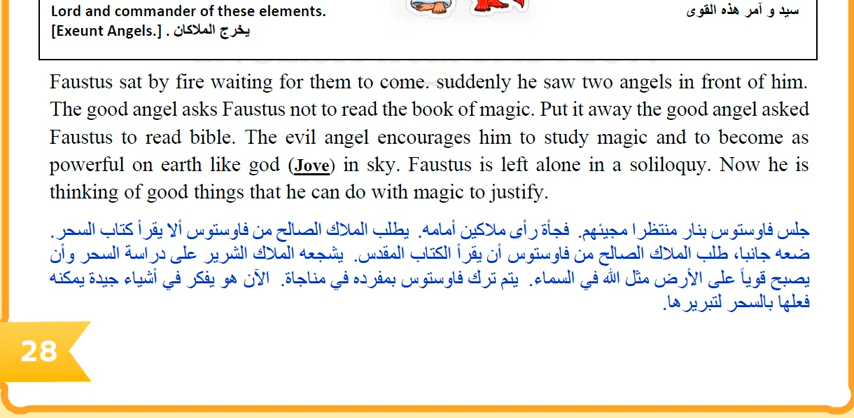 Lord and commander of these elements.
سيد و آمر هذه القوى
[Exeunt Angels.] . يخرج الملاكان
Faustus sat by fire waiting for them to come. suddenly he saw two angels in front of him.
The good angel asks Faustus not to read the book of magic. Put it away the good angel asked
Faustus to read bible. The evil angel encourages him to study magic and to become as
powerful on earth like god (Jove) in sky. Faustus is left alone in a soliloquy. Now he is
thinking of good things that he can do with magic to justify.
جلس فاوستوس بنار انتظرا مجيئهم. فجأة رأى ملاكين أمامه. يطلب الملاك الصالح من فاوستوس ألا يقرأ كتاب السحر.
ضعه جانبا، طلب الملاك الصالح من فاوستوس أن يقرأ الكتاب المقدس. يشجعه الملاك الشرير على دراسة السحر وأن
يصبح قوياً على الأرض مثل الله في السماء. يتم ترك فاوستوس بمفرده في مناجاة. الآن هو يفكر في أشياء جيدة يمكنه
فعلها بالسحر لتبريرها.
28